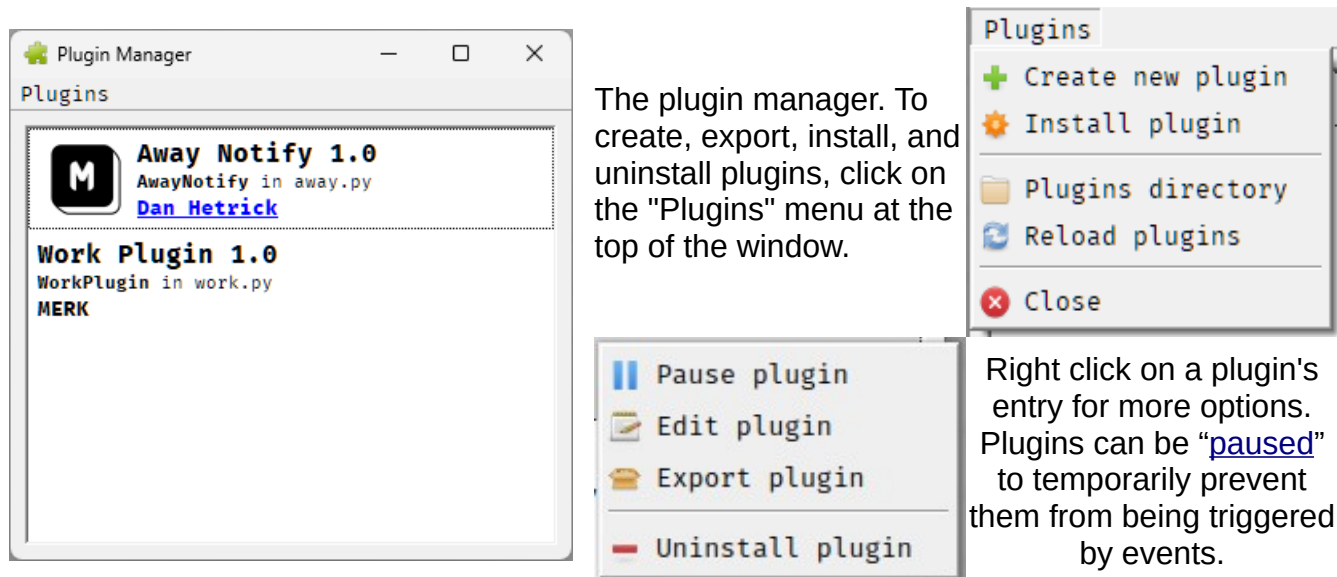 Plugin Manager
Plugins
M
Away Notify 1.0
AwayNotify in away.py
Dan Hetrick
Work Plugin 1.0
WorkPlugin in work.py
MERK
The plugin manager. To
create, export, install, and
uninstall plugins, click on
the "Plugins" menu at the
top of the window.
Plugins
Create new plugin
Install plugin
Plugins directory
Reload plugins
Close
Pause plugin
Edit plugin
Export plugin
Uninstall plugin
Right click on a plugin's
entry for more options.
Plugins can be “paused”
to temporarily prevent
them from being triggered
by events.